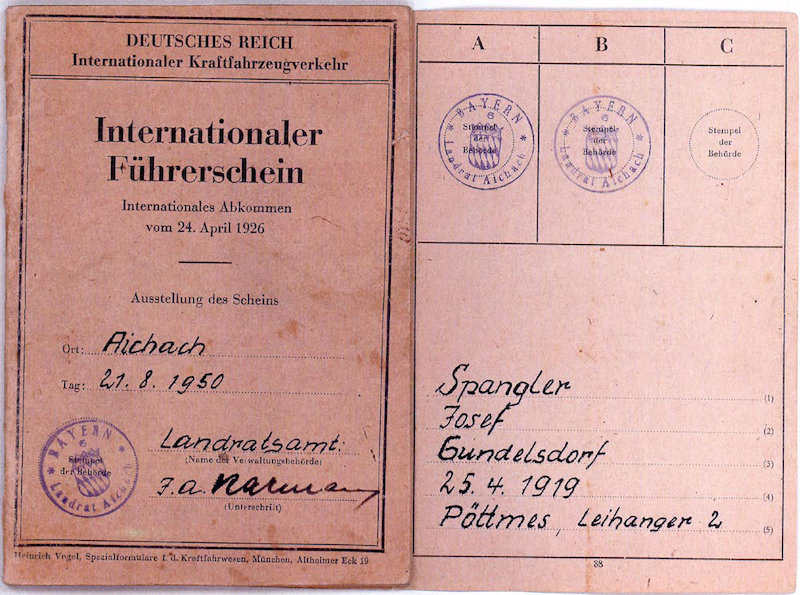 DEUTSCHES REICH
Internationaler Kraftfahrzeugverkehr
Internationaler
Führerschein
Internationales Abkommen
vom 24. April 1926
Ausstellung des Scheins
Ort: Aichach
Tag: 21. 8. 1950
BAYERN
6
Stempel
der Behörde
Landrat Aichach
Landratsamt.
(Name der Verwaltungsbehörde)
J. A.
(Unterschrift)
Heinrich Vogel, Spezialformulare f. d. Kraftfahrwesen, München, Altheimer Eck 19
A B C
BAYERN
6
Stempel
der
Behörde
Landrat Aichach
BAYERN
6
Stempel
der
Behörde
Landrat Aichach
Stempel
der
Behörde
Spangler (1)
Josef (2)
Gundelsdorf (3)
25. 4. 1919 (4)
Pöttmes, Leihanger 2 (5)
38